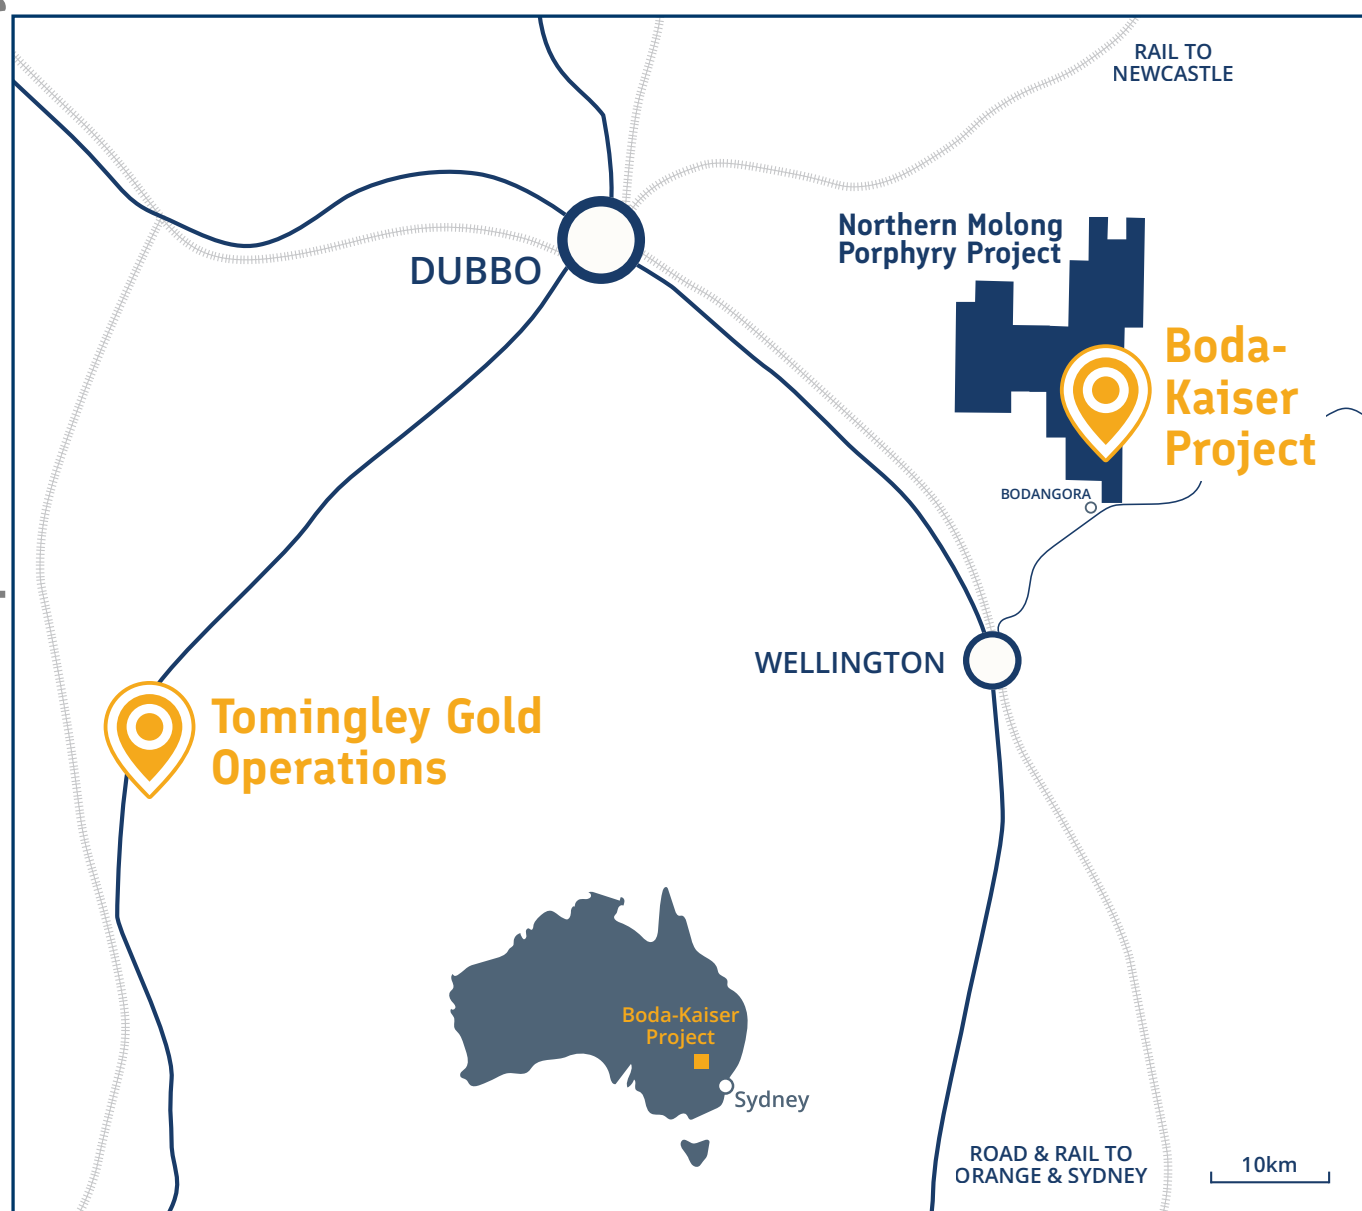 RAIL TO
NEWCASTLE
Northern Molong
Porphyry Project
DUBBO
Boda-
Kaiser
Project
BODANGORA
WELLINGTON
Tomingley Gold
Operations
Boda-Kaiser
Project
Sydney
ROAD & RAIL TO
ORANGE & SYDNEY
10km